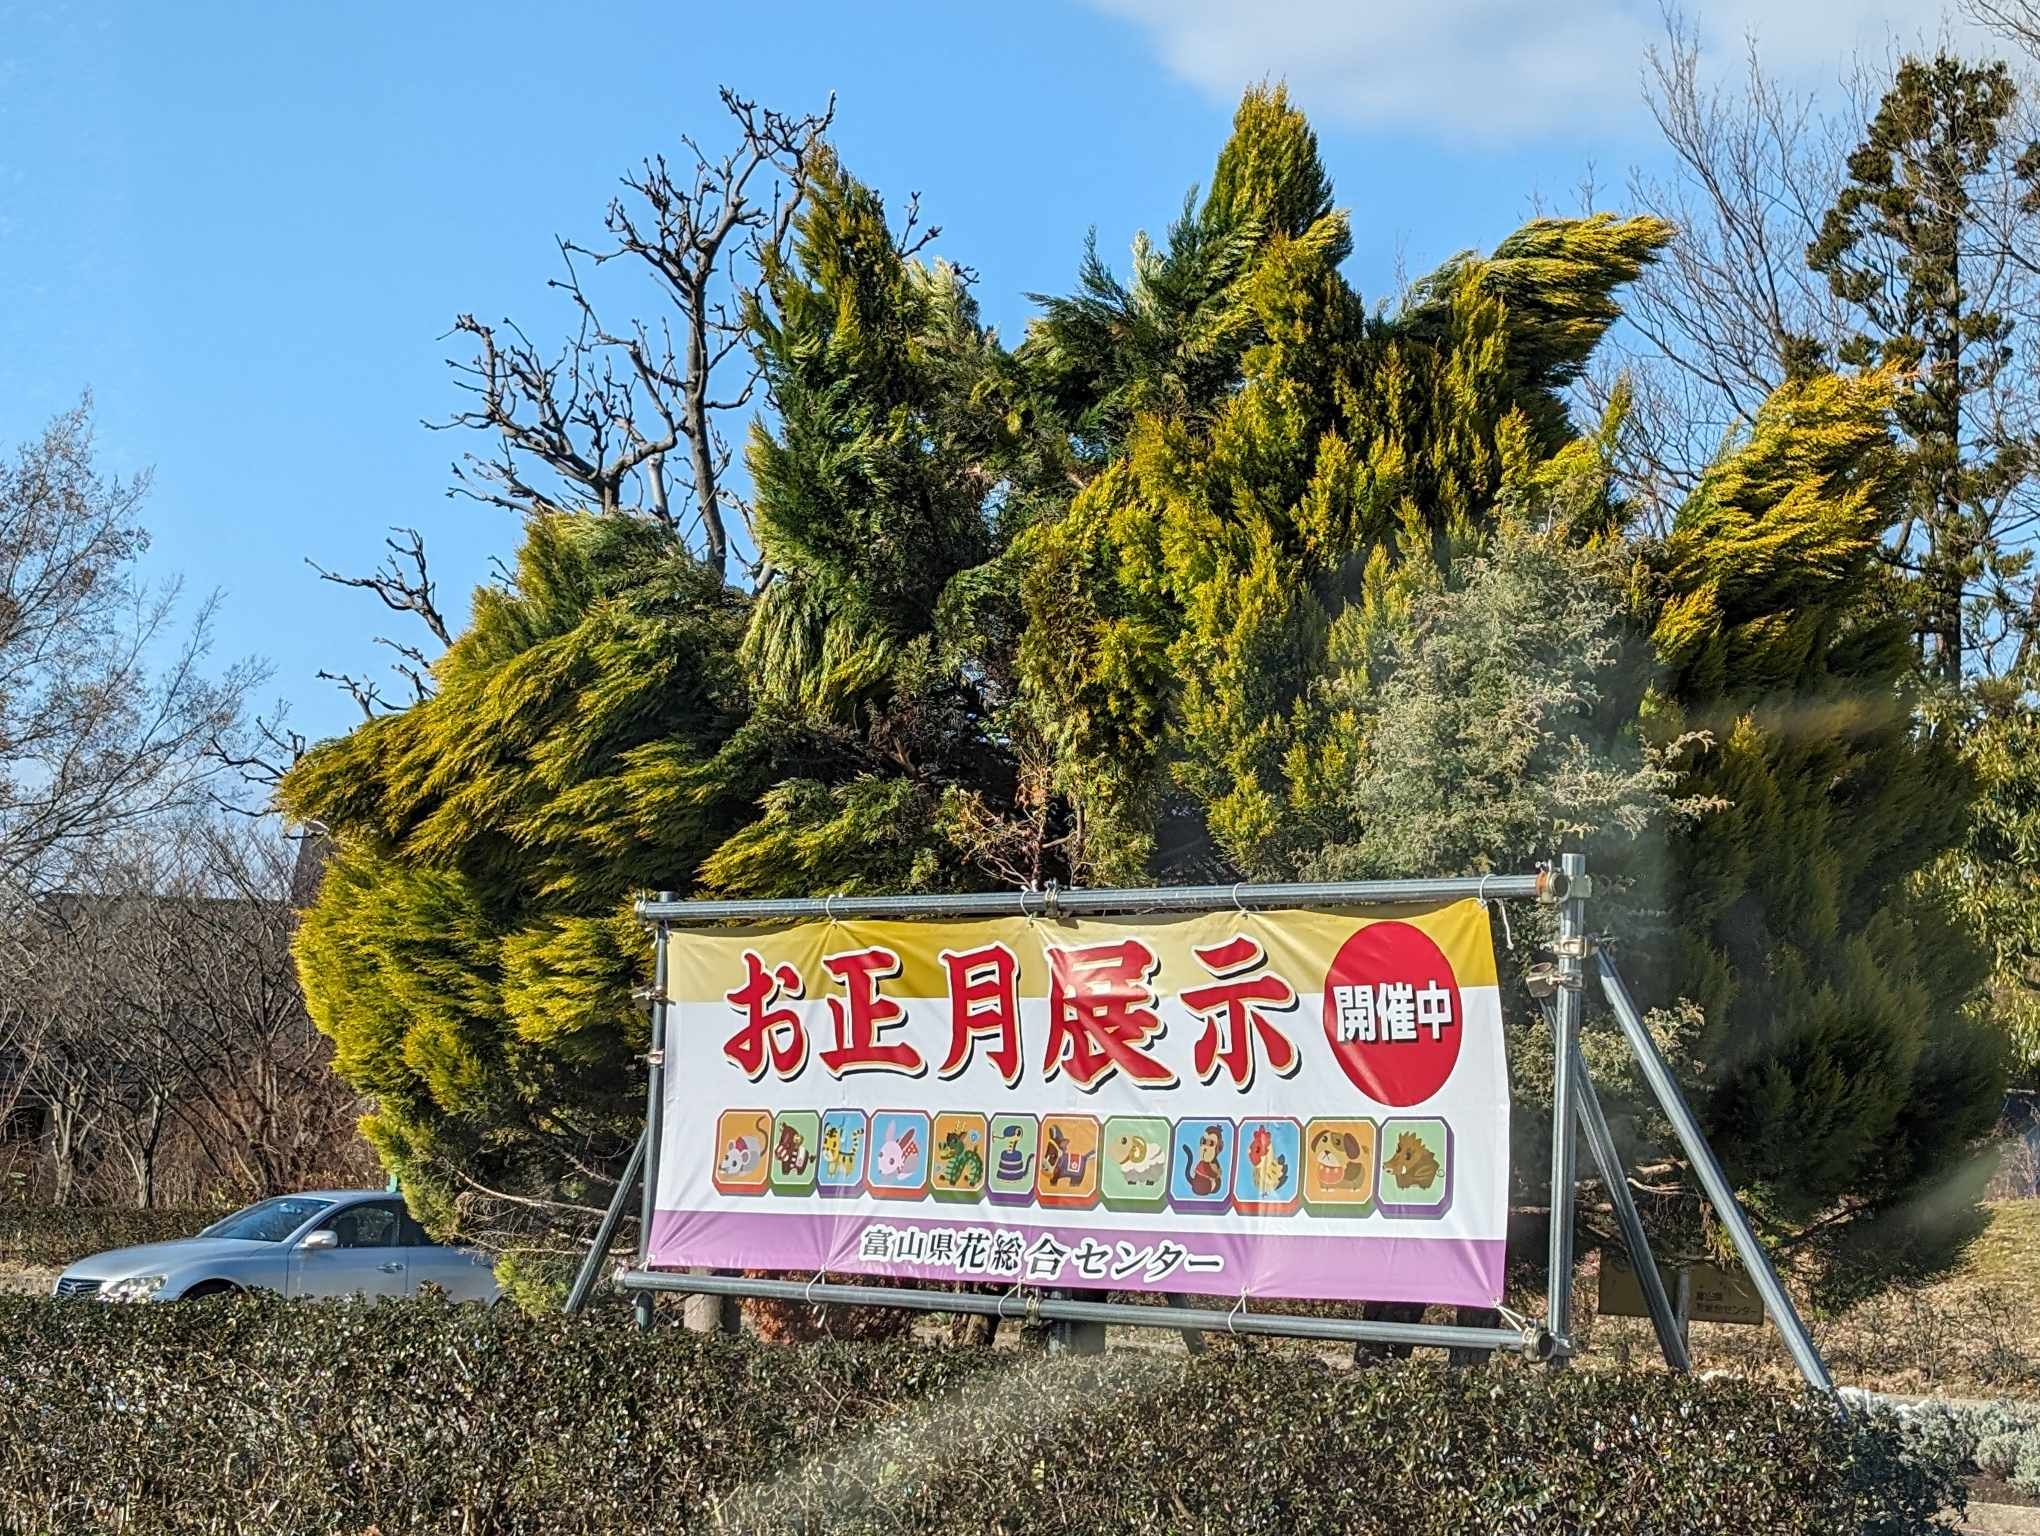 お正月展示
開催中
富山県花総合センター